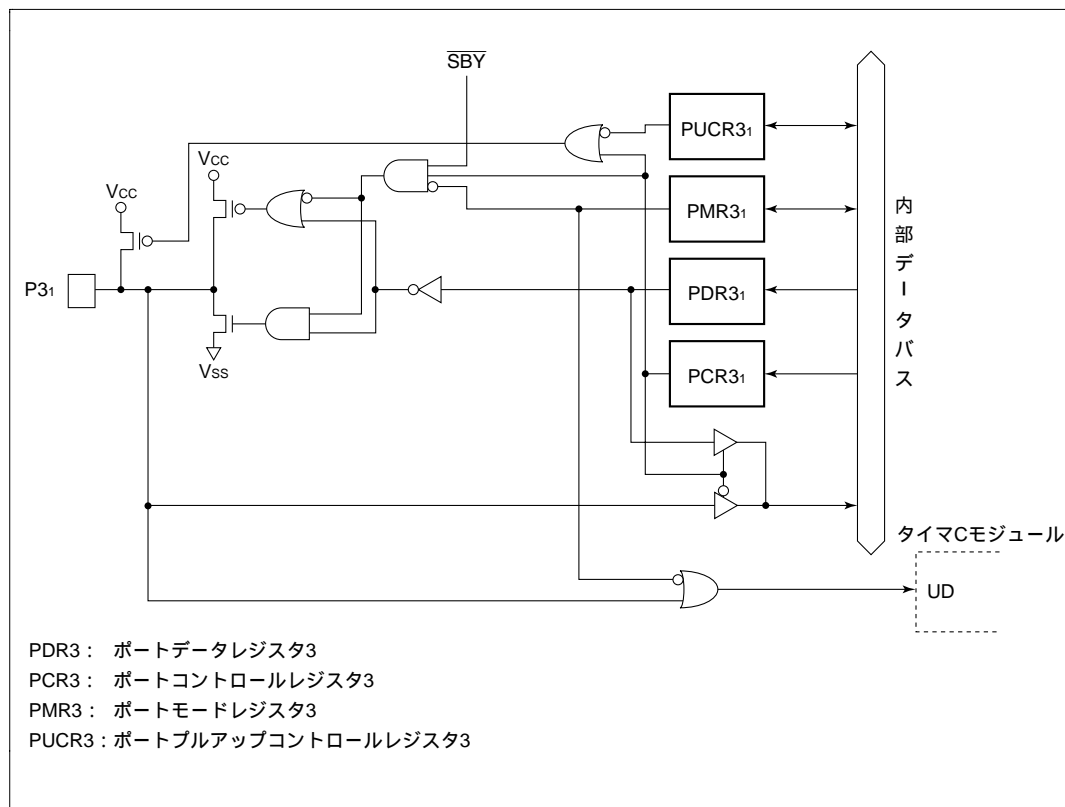 SBY
PUCR3₁
VCC
VCC
PMR3₁
内部データバス
P3₁
PDR3₁
VSS
PCR3₁
タイマCモジュール
UD
PDR3： ポートデータレジスタ3
PCR3： ポートコントロールレジスタ3
PMR3： ポートモードレジスタ3
PUCR3：ポートプルアップコントロールレジスタ3